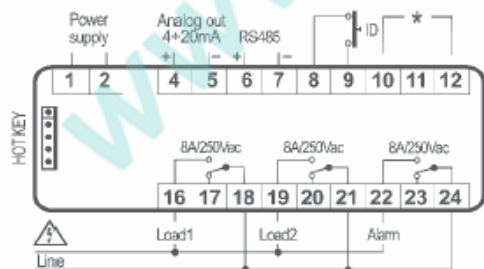 Power supply
Analog out 4÷20mA
RS485
ID
*
+ - + -
1 2 4 5 6 7 8 9 10 11 12
HOT KEY
8A/250Vac 8A/250Vac 8A/250Vac
16 17 18 19 20 21 22 23 24
Load1 Load2 Alarm
Line